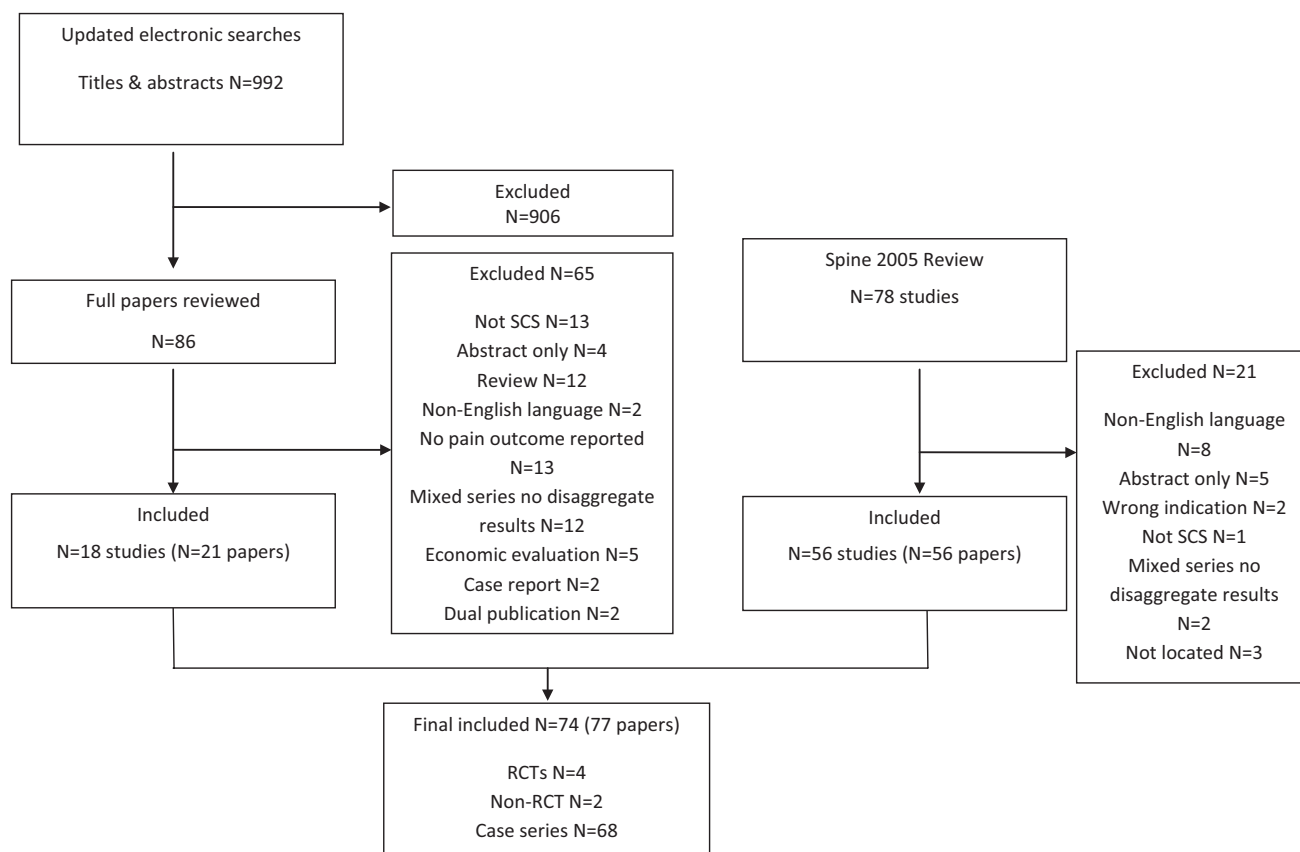 Updated electronic searches
Titles & abstracts N=992
Excluded
N=906
Full papers reviewed
N=86
Excluded N=65
Not SCS N=13
Abstract only N=4
Review N=12
Non-English language N=2
No pain outcome reported
N=13
Mixed series no disaggregate
results N=12
Economic evaluation N=5
Case report N=2
Dual publication N=2
Included
N=18 studies (N=21 papers)
Spine 2005 Review
N=78 studies
Excluded N=21
Non-English language
N=8
Abstract only N=5
Wrong indication N=2
Not SCS N=1
Mixed series no
disaggregate results
N=2
Not located N=3
Included
N=56 studies (N=56 papers)
Final included N=74 (77 papers)
RCTs N=4
Non-RCT N=2
Case series N=68